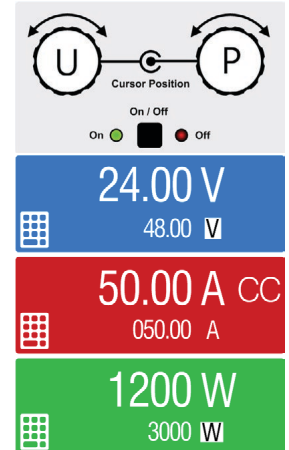 U P
Cursor Position
On / Off
On Off
24.00 V
48.00 V
50.00 A CC
050.00 A
1200 W
3000 W